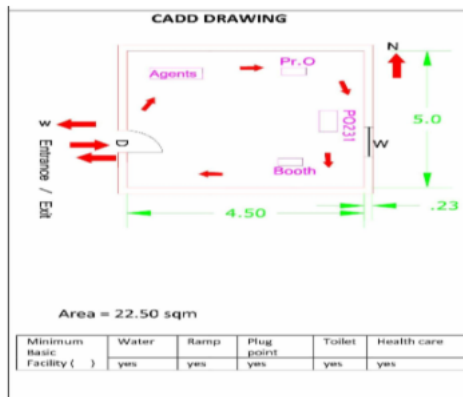 CADD DRAWING
N
Pr.O
Agents
PO231
5.0
W
D
W
Entrance / Exit
Booth
4.50
.23
Area = 22.50 sqm
Minimum Basic Facility ( ) Water Ramp Plug point Toilet Health care
yes yes yes yes yes